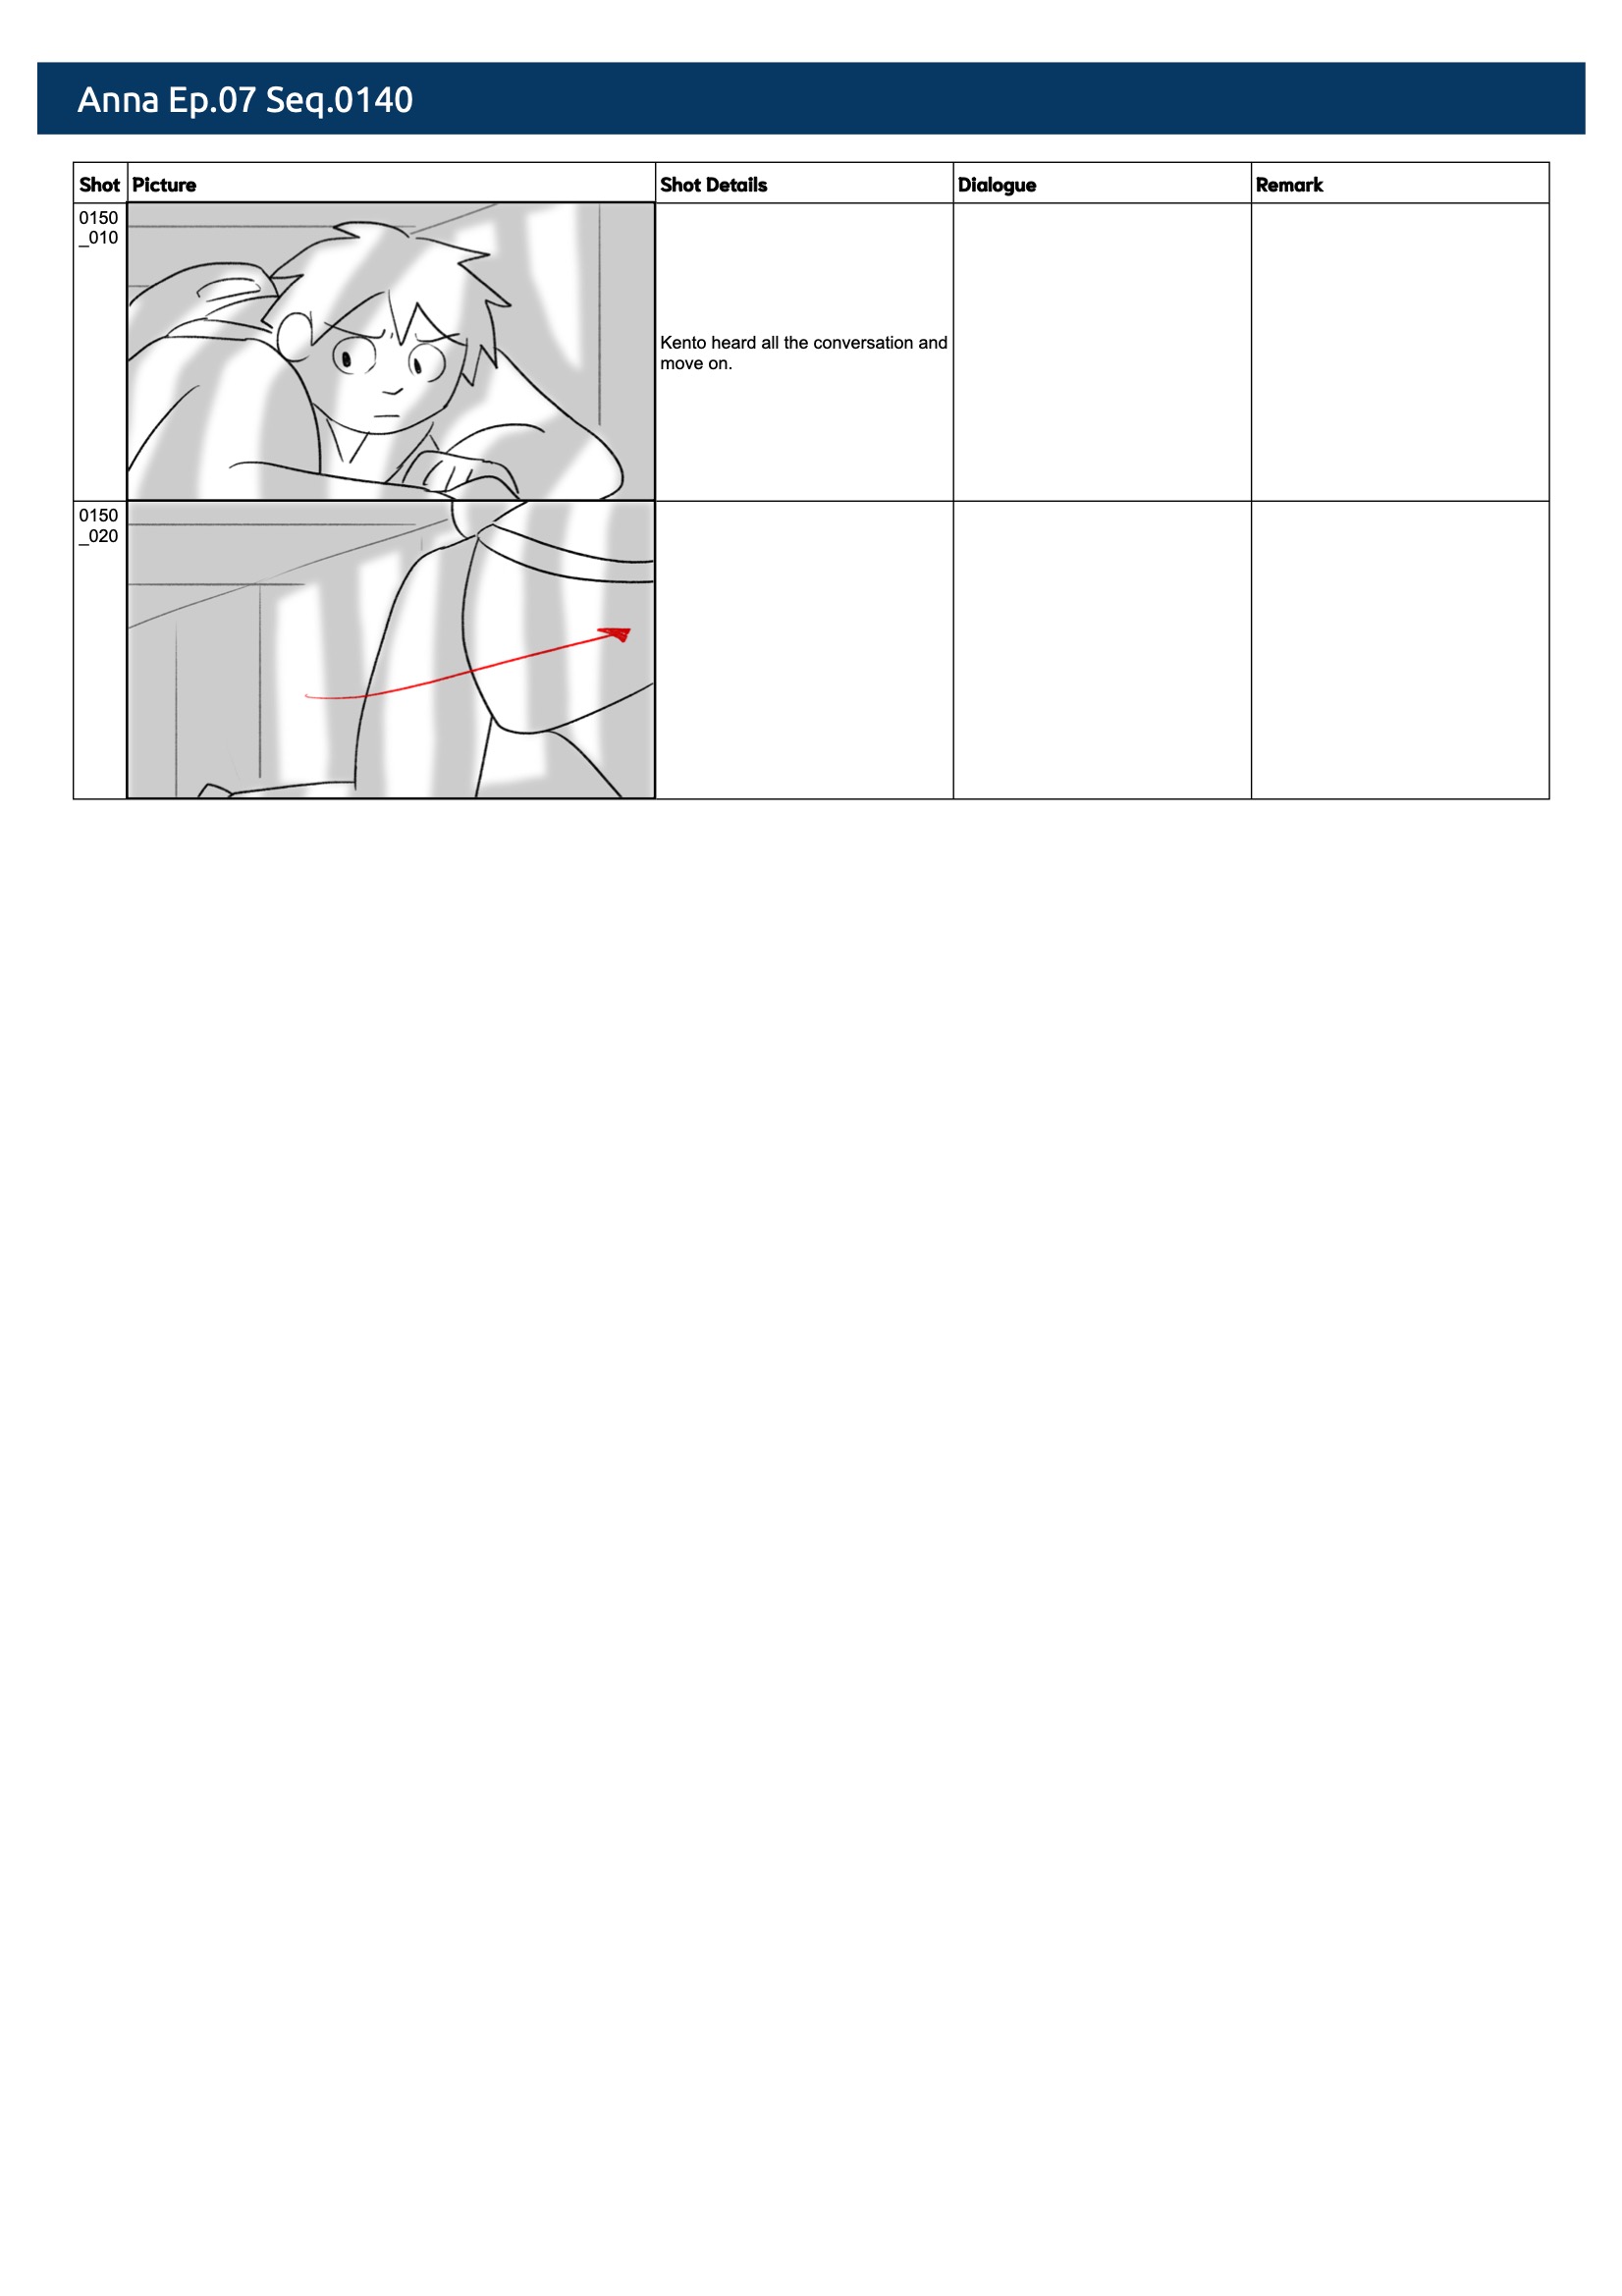 Anna Ep.07 Seq.0140
Shot Picture Shot Details Dialogue Remark
0150
_010
Kento heard all the conversation and
move on.
0150
_020